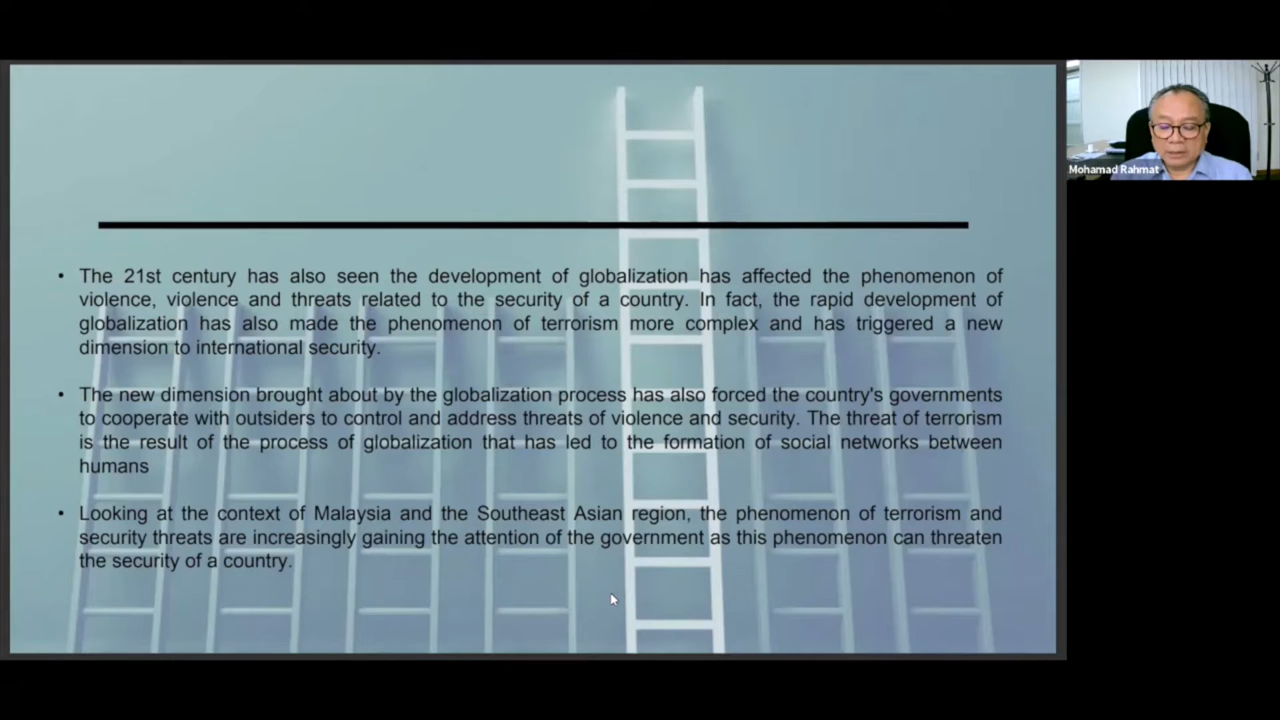 • The 21st century has also seen the development of globalization has affected the phenomenon of
violence, violence and threats related to the security of a country. In fact, the rapid development of
globalization has also made the phenomenon of terrorism more complex and has triggered a new
dimension to international security.
• The new dimension brought about by the globalization process has also forced the country's governments
to cooperate with outsiders to control and address threats of violence and security. The threat of terrorism
is the result of the process of globalization that has led to the formation of social networks between
humans
• Looking at the context of Malaysia and the Southeast Asian region, the phenomenon of terrorism and
security threats are increasingly gaining the attention of the government as this phenomenon can threaten
the security of a country.
Mohamad Rahmat